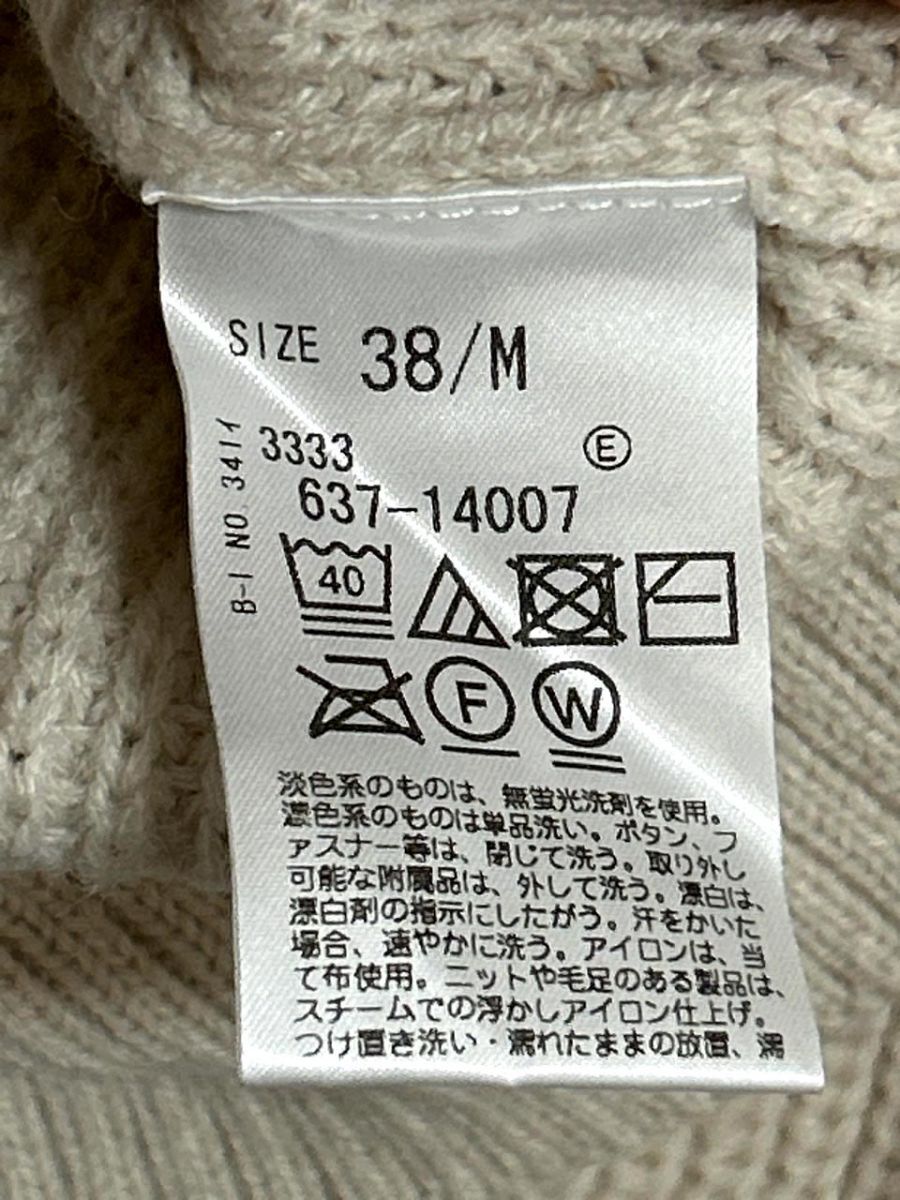 SIZE 38/M
B-I NO.3411イ
3333 E
637-14007
40
F W
淡色系のものは、無蛍光洗剤を使用。
濃色系のものは単品洗い。ボタン、フ
ァスナー等は、閉じて洗う。取り外し
可能な附属品は、外して洗う。漂白は、
漂白剤の指示にしたがう。汗をかいた
場合、速やかに洗う。アイロンは、当
て布使用。ニットや毛足のある製品は、
スチームでの浮かしアイロン仕上げ。
つけ置き洗い・濡れたままの放置、濡